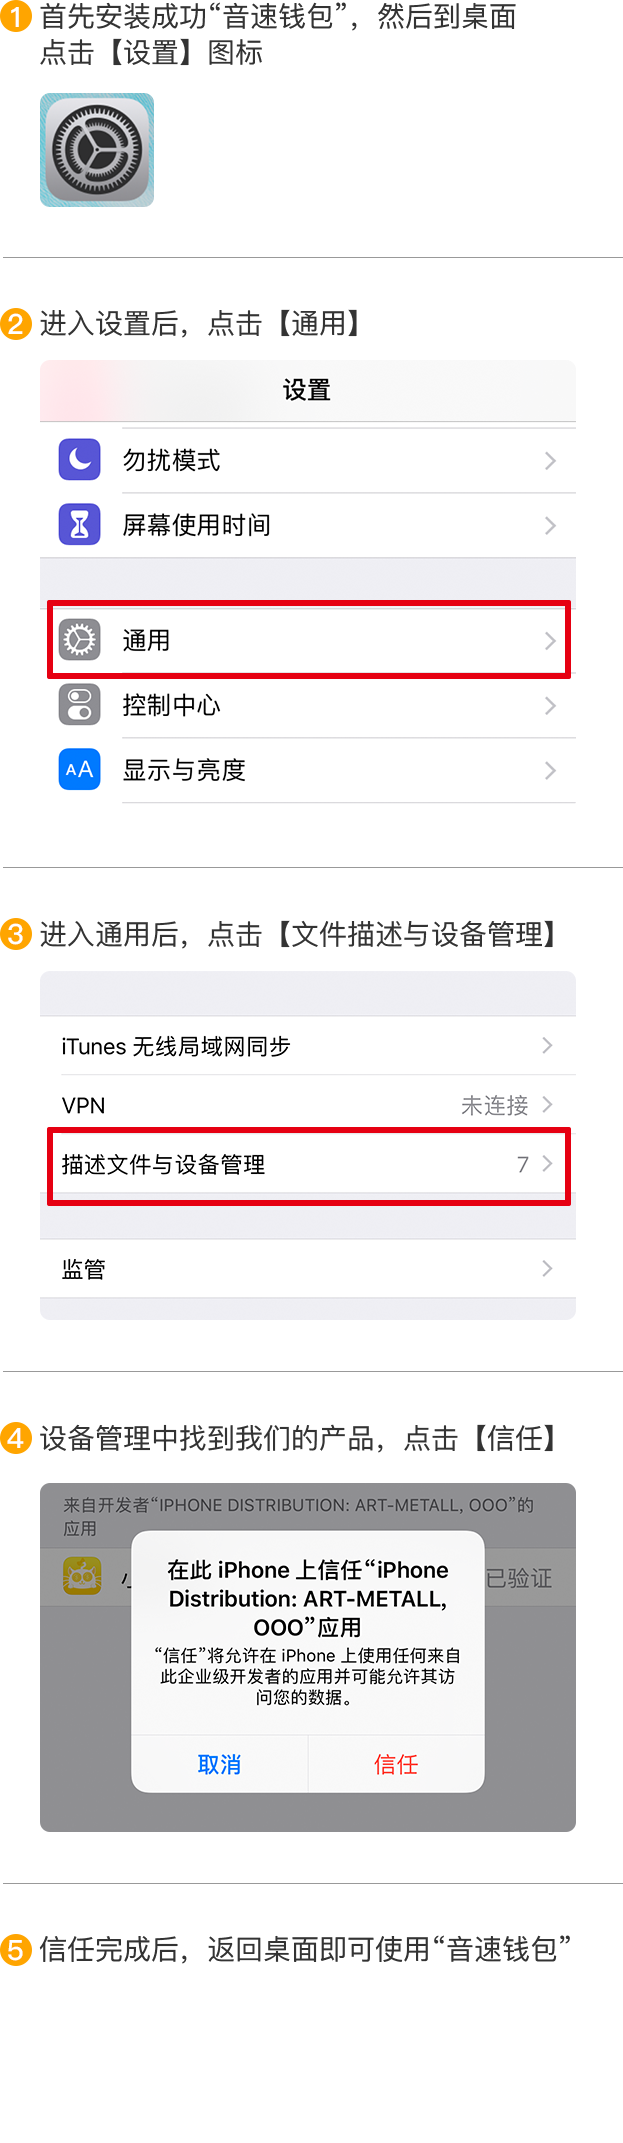 1 首先安装成功“音速钱包”，然后到桌面
点击【设置】图标
2 进入设置后，点击【通用】
设置
勿扰模式
屏幕使用时间
通用
控制中心
AA 显示与亮度
3 进入通用后，点击【文件描述与设备管理】
iTunes 无线局域网同步
VPN 未连接
描述文件与设备管理 7
监管
4 设备管理中找到我们的产品，点击【信任】
来自开发者“IPHONE DISTRIBUTION: ART-METALL, OOO”的
应用
已验证
在此 iPhone 上信任“iPhone
Distribution: ART-METALL,
OOO”应用
“信任”将允许在 iPhone 上使用任何来自
此企业级开发者的应用并可能允许其访
问您的数据。
取消 信任
5 信任完成后，返回桌面即可使用“音速钱包”